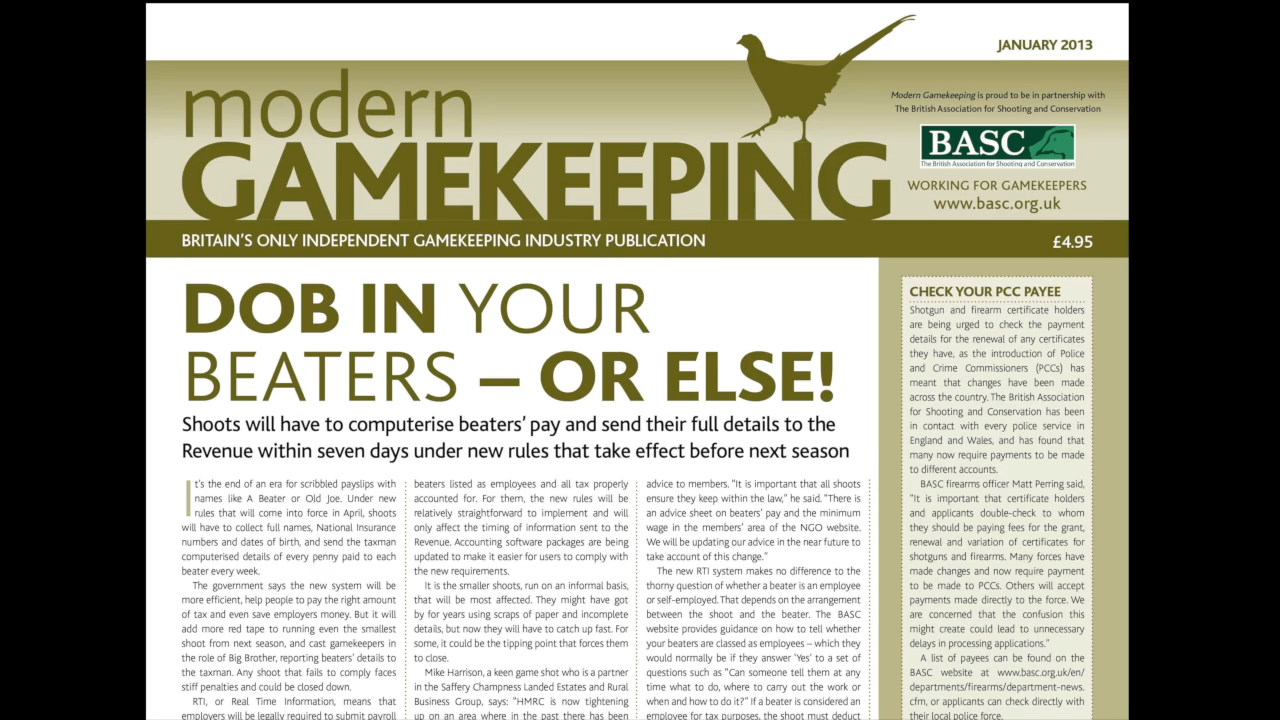 JANUARY 2013
modern
GAMEKEEPING
Modern Gamekeeping is proud to be in partnership with
The British Association for Shooting and Conservation
BASC
The British Association for Shooting and Conservation
WORKING FOR GAMEKEEPERS
www.basc.org.uk
BRITAIN'S ONLY INDEPENDENT GAMEKEEPING INDUSTRY PUBLICATION
£4.95
DOB IN YOUR
BEATERS – OR ELSE!
Shoots will have to computerise beaters' pay and send their full details to the
Revenue within seven days under new rules that take effect before next season
It's the end of an era for scribbled payslips with
names like A Beater or Old Joe. Under new
rules that will come into force in April, shoots
will have to collect full names, National Insurance
numbers and dates of birth, and send the taxman
computerised details of every penny paid to each
beater every week.
The government says the new system will be
more efficient, help people to pay the right amount
of tax and even save employers money. But it will
add more red tape to running even the smallest
shoot from next season, and cast gamekeepers in
the role of Big Brother, reporting beaters' details to
the taxman. Any shoot that fails to comply faces
stiff penalties and could be closed down.
RTI, or Real Time Information, means that
employers will be legally required to submit payroll
beaters listed as employees and all tax properly
accounted for. For them, the new rules will be
relatively straightforward to implement and will
only affect the timing of information sent to the
Revenue. Accounting software packages are being
updated to make it easier for users to comply with
the new requirements.
It is the smaller shoots, run on an informal basis,
that will be most affected. They might have got
by for years using scraps of paper and incomplete
details, but now they will have to catch up fast. For
some, it could be the tipping point that forces them
to close.
Mike Harrison, a keen game shot who is a partner
in the Saffery Champness Landed Estates and Rural
Business Group, says: "HMRC is now tightening
up on an area where in the past there has been
advice to members. "It is important that all shoots
ensure they keep within the law," he said. "There is
an advice sheet on beaters' pay and the minimum
wage in the members' area of the NGO website.
We will be updating our advice in the near future to
take account of this change."
The new RTI system makes no difference to the
thorny question of whether a beater is an employee
or self-employed. That depends on the arrangement
between the shoot and the beater. The BASC
website provides guidance on how to tell whether
your beaters are classed as employees – which they
would normally be if they answer 'Yes' to a set of
questions such as "Can someone tell them at any
time what to do, where to carry out the work or
when and how to do it?" If a beater is considered an
employee for tax purposes, the shoot must deduct
CHECK YOUR PCC PAYEE
Shotgun and firearm certificate holders
are being urged to check the payment
details for the renewal of any certificates
they have, as the introduction of Police
and Crime Commissioners (PCCs) has
meant that changes have been made
across the country. The British Association
for Shooting and Conservation has been
in contact with every police service in
England and Wales, and has found that
many now require payments to be made
to different accounts.
BASC firearms officer Matt Perring said,
"It is important that certificate holders
and applicants double-check to whom
they should be paying fees for the grant,
renewal and variation of certificates for
shotguns and firearms. Many forces have
made changes and now require payment
to be made to PCCs. Others will accept
payments made directly to the force. We
are concerned that the confusion this
might create could lead to unnecessary
delays in processing applications."
A list of payees can be found on the
BASC website at www.basc.org.uk/en/
departments/firearms/department-news.
cfm, or applicants can check directly with
their local police force.